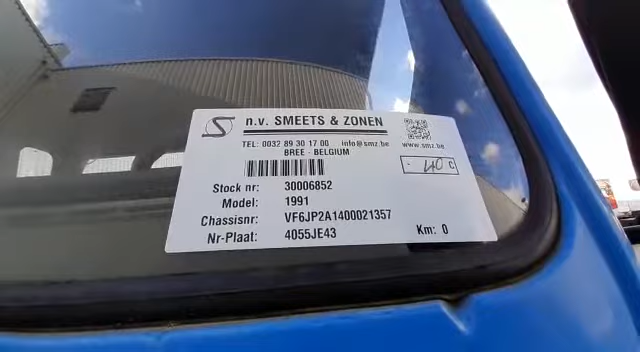 n.v. SMEETS & ZONEN
TEL: 0032 89 30 17 00 info@smz.be www.smz.be
BREE - BELGIUM
- 40 c
Stock nr: 30006852
Model: 1991
Chassisnr: VF6JP2A1400021357
Nr-Plaat: 4055JE43 Km: 0